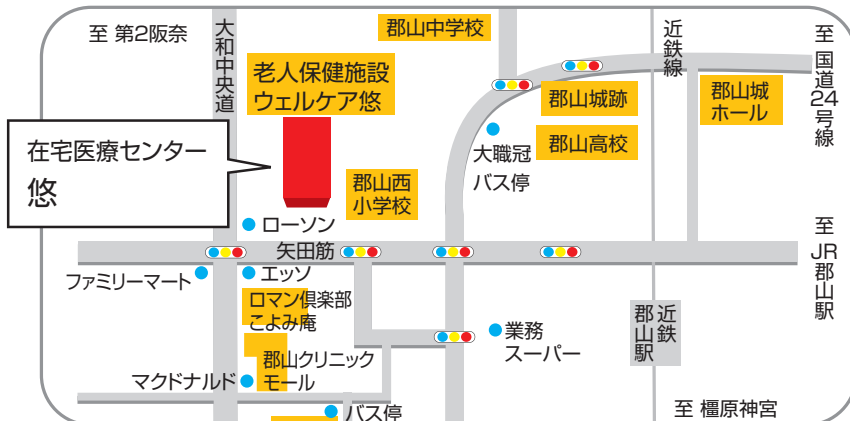 至 第2阪奈
大和中央道
郡山中学校
近鉄線
至 国道24号線
老人保健施設
ウェルケア悠
郡山城跡
郡山城
ホール
在宅医療センター
悠
大職冠
バス停
郡山高校
郡山西
小学校
ローソン
矢田筋
至 JR郡山駅
ファミリーマート
エッソ
ロマン倶楽部
こよみ庵
業務
スーパー
近鉄
郡山駅
郡山クリニック
モール
マクドナルド
バス停
至 橿原神宮